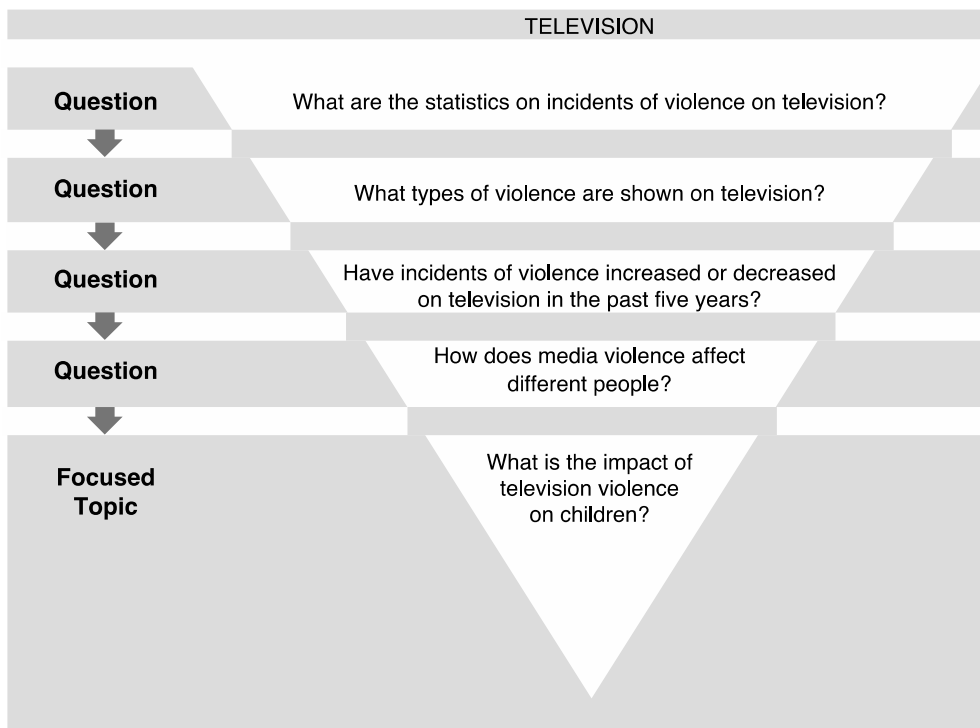 TELEVISION
Question
What are the statistics on incidents of violence on television?
Question
What types of violence are shown on television?
Question
Have incidents of violence increased or decreased
on television in the past five years?
Question
How does media violence affect
different people?
Focused
Topic
What is the impact of
television violence
on children?